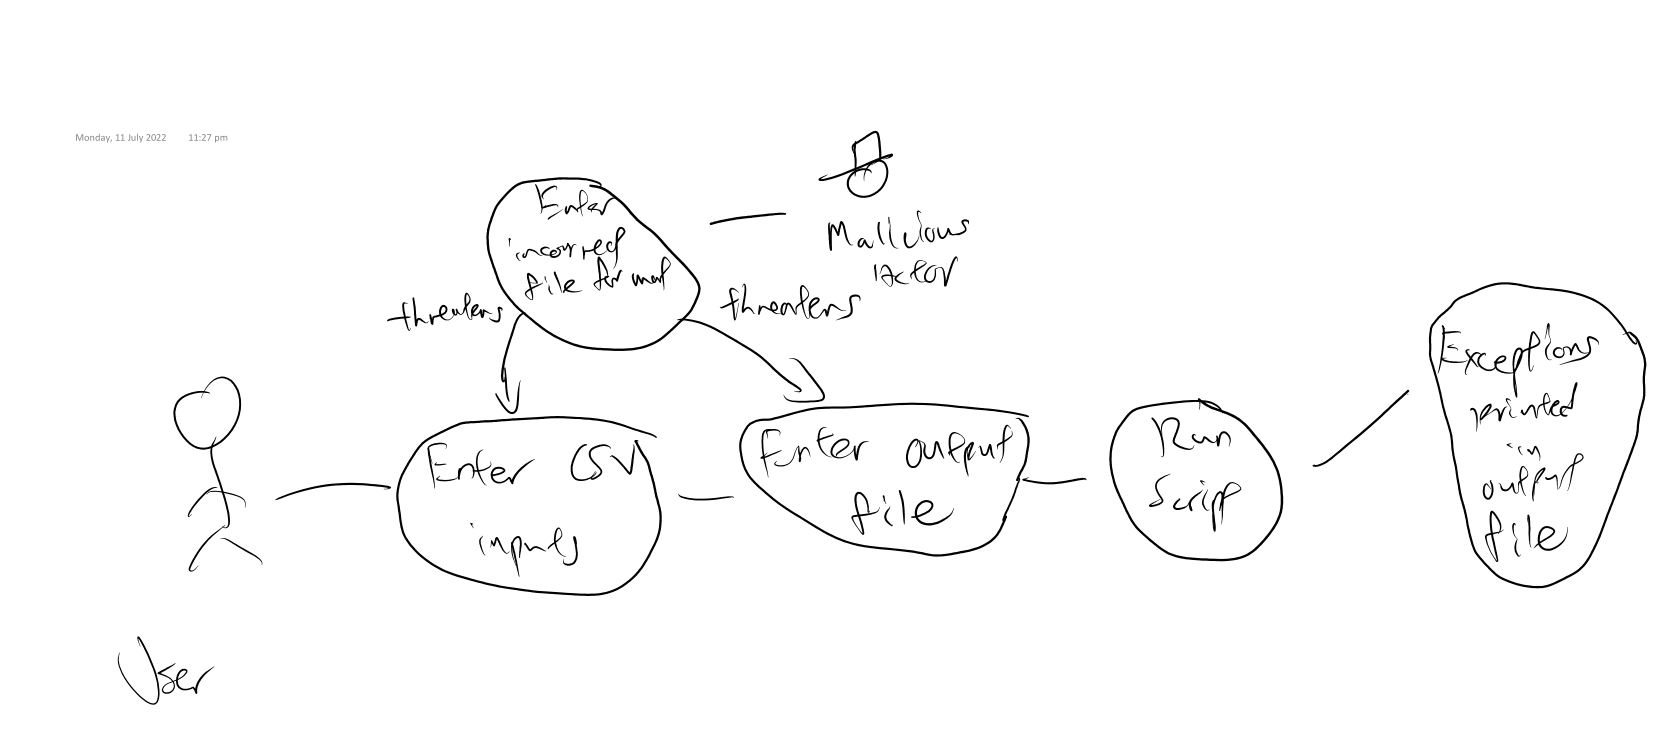 Monday, 11 July 2022 11:27 pm
Enter
incorrect
file format
Mallicious
Actor
threatens
threatens
Enter CSV
inputs
Enter output
file
Run
Script
Exceptions
printed
in
output
file
User